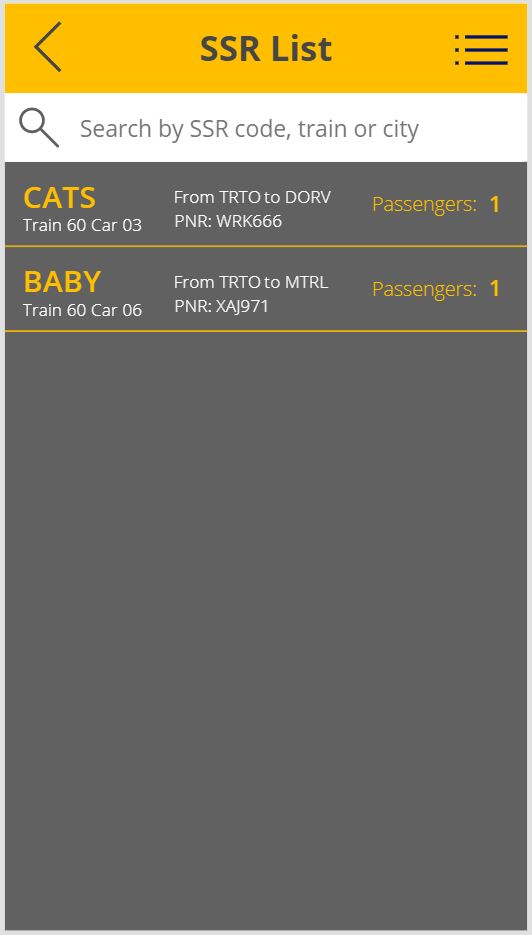 SSR List
Search by SSR code, train or city
CATS
Train 60 Car 03
From TRTO to DORV
PNR: WRK666
Passengers: 1
BABY
Train 60 Car 06
From TRTO to MTRL
PNR: XAJ971
Passengers: 1